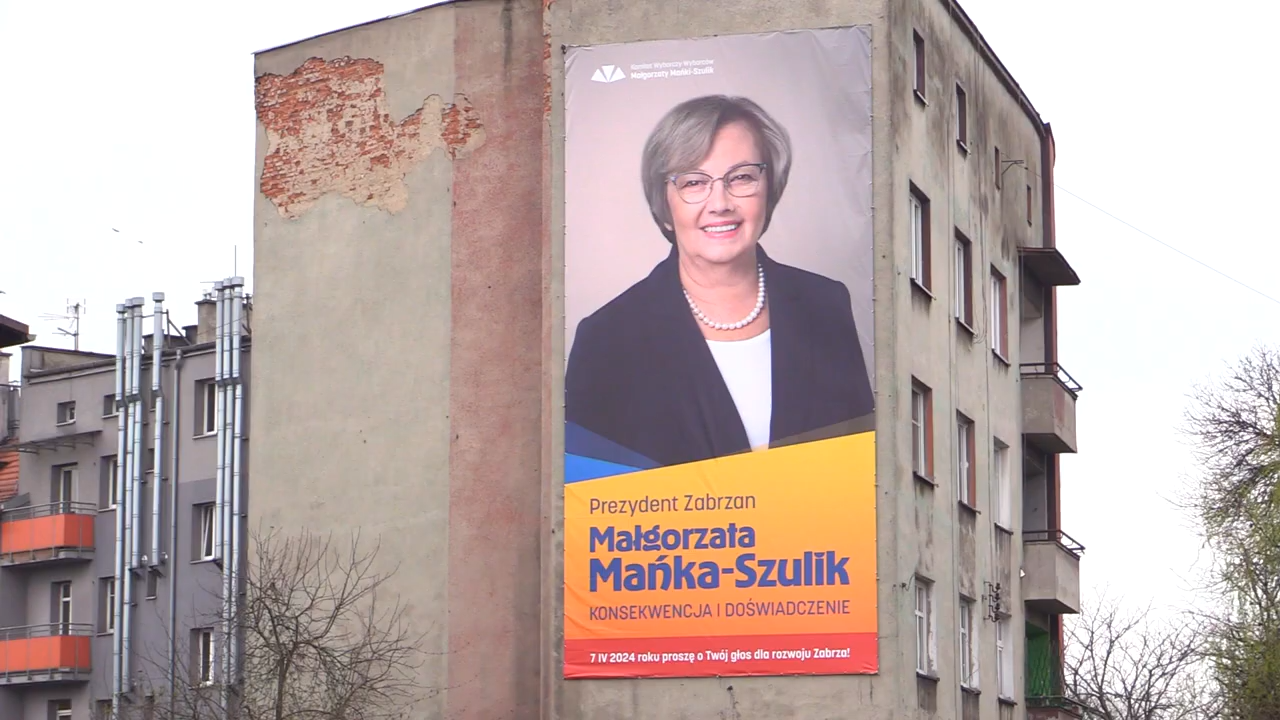 Komitet Wyborczy Wyborców
Małgorzaty Mańki-Szulik
Prezydent Zabrzan
Małgorzata
Mańka-Szulik
KONSEKWENCJA I DOŚWIADCZENIE
7 IV 2024 roku proszę o Twój głos dla rozwoju Zabrza!